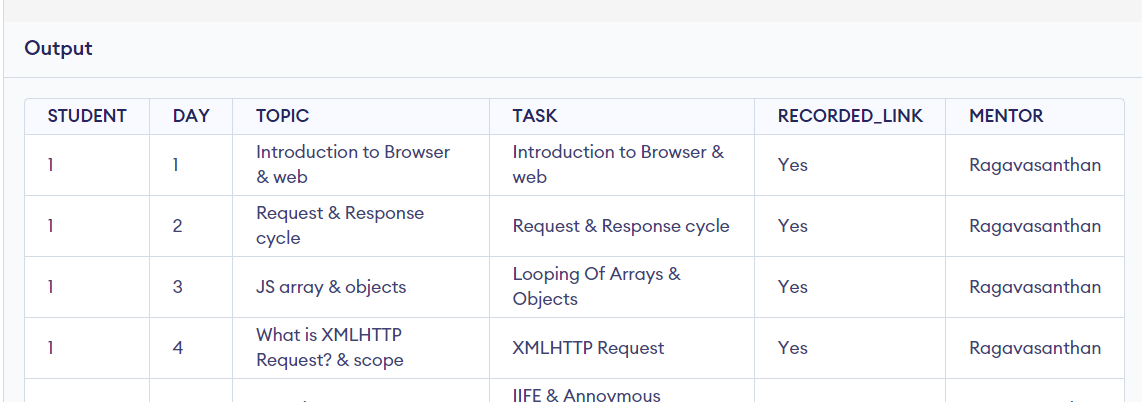 Output
STUDENT DAY TOPIC TASK RECORDED_LINK MENTOR
1 1 Introduction to Browser & web Introduction to Browser & web Yes Ragavasanthan
1 2 Request & Response cycle Request & Response cycle Yes Ragavasanthan
1 3 JS array & objects Looping Of Arrays & Objects Yes Ragavasanthan
1 4 What is XMLHTTP Request? & scope XMLHTTP Request Yes Ragavasanthan
IIFE & Annoymous